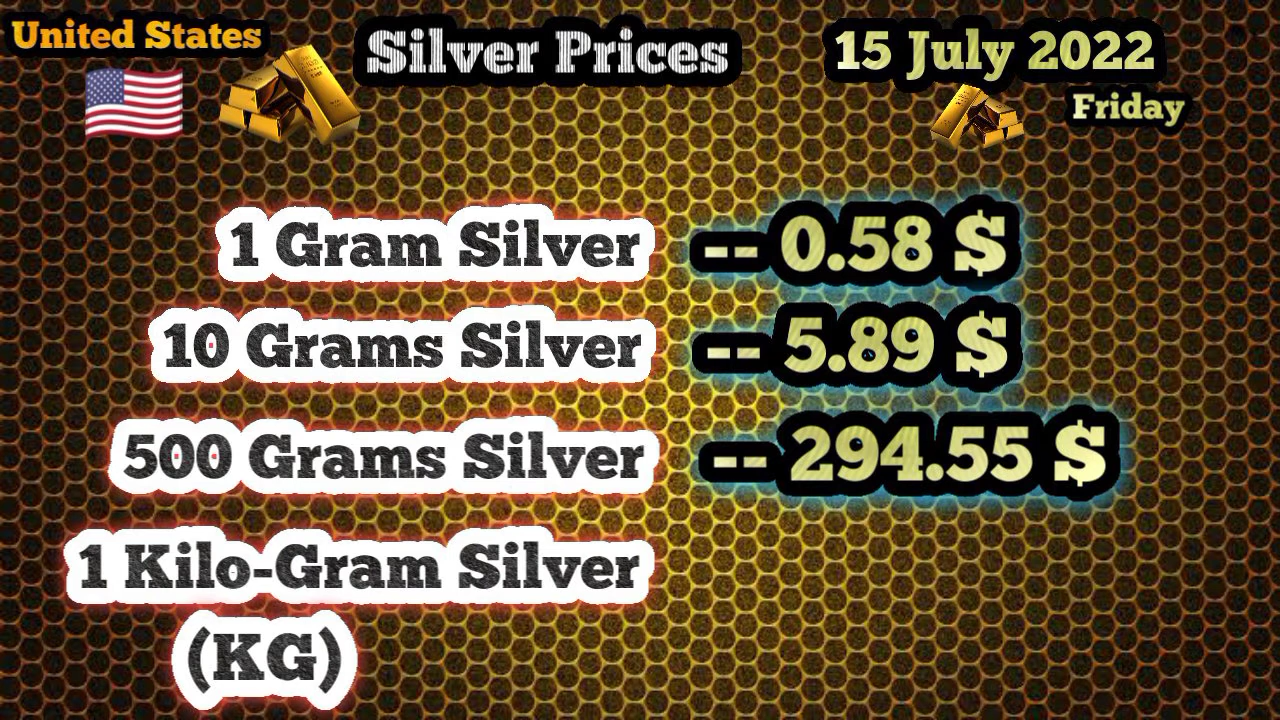 United States
Silver Prices
15 July 2022
Friday
1 Gram Silver -- 0.58 $
10 Grams Silver -- 5.89 $
500 Grams Silver -- 294.55 $
1 Kilo-Gram Silver
(KG)